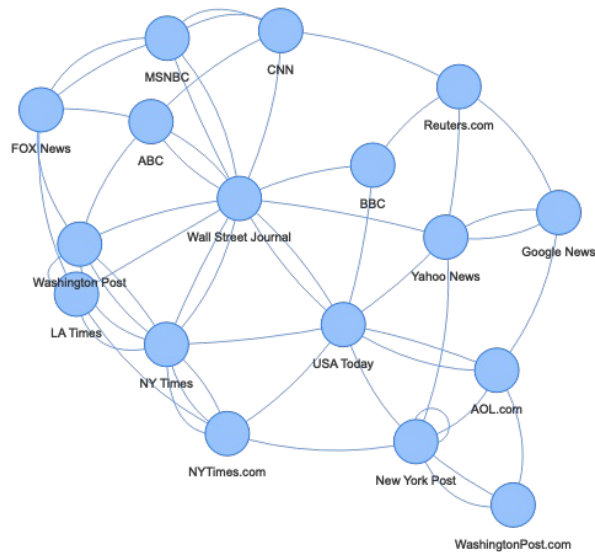 MSNBC
CNN
Reuters.com
FOX News
ABC
BBC
Wall Street Journal
Google News
Yahoo News
Washington Post
LA Times
USA Today
NY Times
AOL.com
NYTimes.com
New York Post
WashingtonPost.com